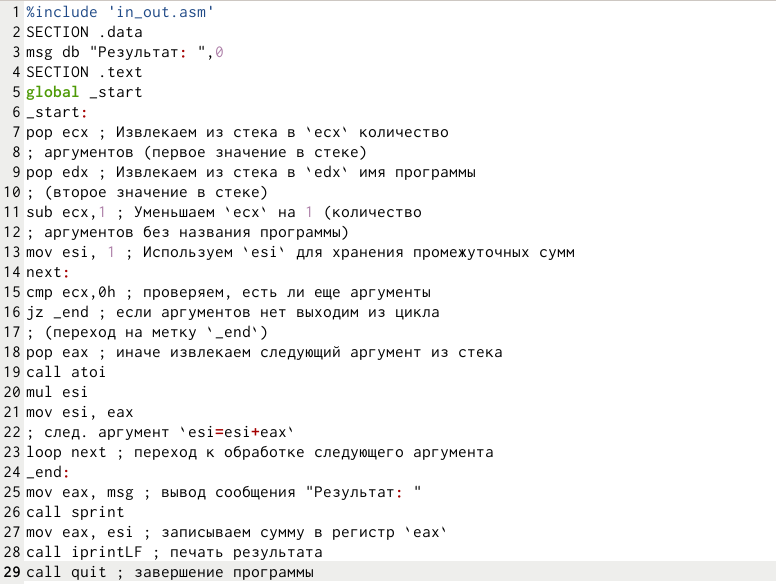 1 %include 'in_out.asm'
2 SECTION .data
3 msg db "Результат: ",0
4 SECTION .text
5 global _start
6 _start:
7 pop ecx ; Извлекаем из стека в `ecx` количество
8 ; аргументов (первое значение в стеке)
9 pop edx ; Извлекаем из стека в `edx` имя программы
10 ; (второе значение в стеке)
11 sub ecx,1 ; Уменьшаем `ecx` на 1 (количество
12 ; аргументов без названия программы)
13 mov esi, 1 ; Используем `esi` для хранения промежуточных сумм
14 next:
15 cmp ecx,0h ; проверяем, есть ли еще аргументы
16 jz _end ; если аргументов нет выходим из цикла
17 ; (переход на метку `_end`)
18 pop eax ; иначе извлекаем следующий аргумент из стека
19 call atoi
20 mul esi
21 mov esi, eax
22 ; след. аргумент `esi=esi+eax`
23 loop next ; переход к обработке следующего аргумента
24 _end:
25 mov eax, msg ; вывод сообщения "Результат: "
26 call sprint
27 mov eax, esi ; записываем сумму в регистр `eax`
28 call iprintLF ; печать результата
29 call quit ; завершение программы